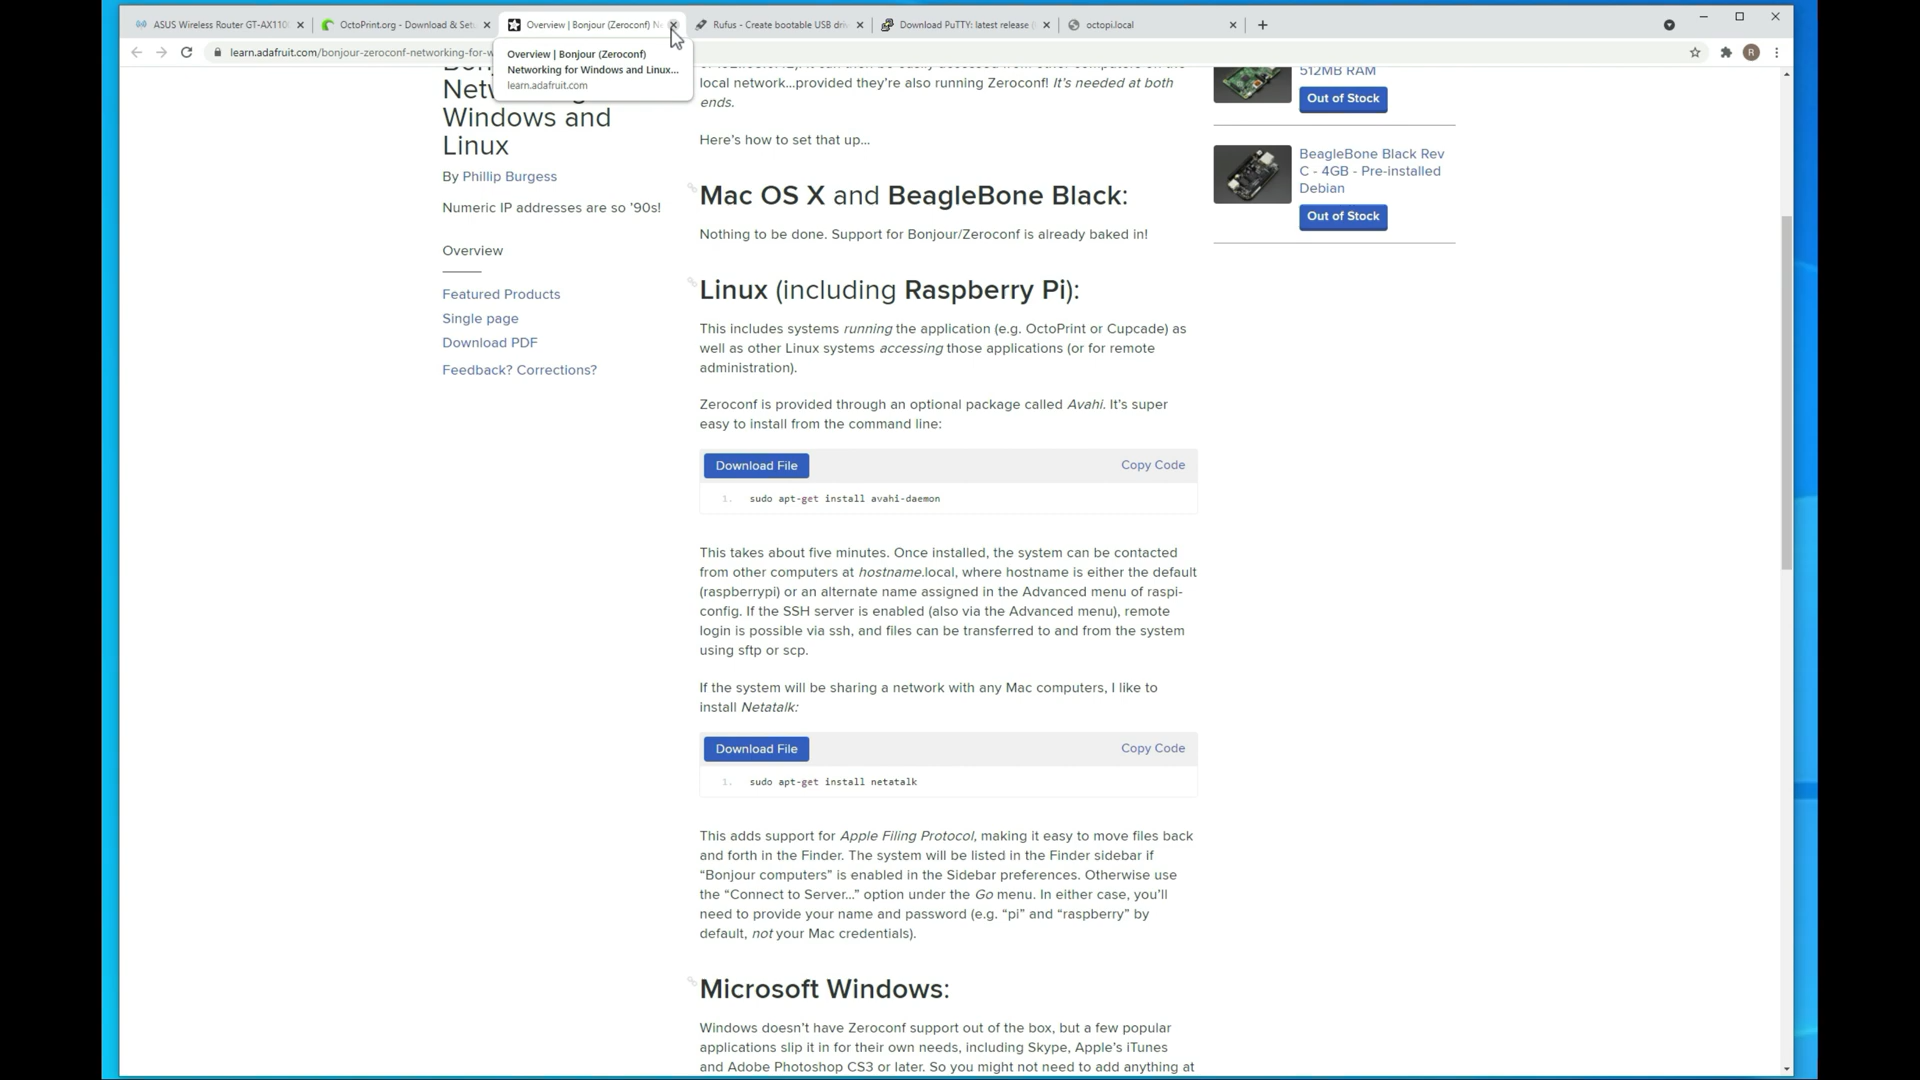 ASUS Wireless Router GT-AX110
OctoPrint.org - Download & Set
Overview | Bonjour (Zeroconf) N
Rufus - Create bootable USB dri
Download PuTTY: latest release
octopi.local
learn.adafruit.com/bonjour-zeroconf-networking-for-w
R
Overview | Bonjour (Zeroconf)
Networking for Windows and Linux...
learn.adafruit.com
Windows and
Linux
By Phillip Burgess
Numeric IP addresses are so '90s!
Overview
Featured Products
Single page
Download PDF
Feedback? Corrections?
local network...provided they're also running Zeroconf! It's needed at both
ends.
Here's how to set that up...
Mac OS X and BeagleBone Black:
Nothing to be done. Support for Bonjour/Zeroconf is already baked in!
Linux (including Raspberry Pi):
This includes systems running the application (e.g. OctoPrint or Cupcade) as
well as other Linux systems accessing those applications (or for remote
administration).
Zeroconf is provided through an optional package called Avahi. It's super
easy to install from the command line:
Download File
Copy Code
1. sudo apt-get install avahi-daemon
This takes about five minutes. Once installed, the system can be contacted
from other computers at hostname.local, where hostname is either the default
(raspberrypi) or an alternate name assigned in the Advanced menu of raspi-
config. If the SSH server is enabled (also via the Advanced menu), remote
login is possible via ssh, and files can be transferred to and from the system
using sftp or scp.
If the system will be sharing a network with any Mac computers, I like to
install Netatalk:
Download File
Copy Code
1. sudo apt-get install netatalk
This adds support for Apple Filing Protocol, making it easy to move files back
and forth in the Finder. The system will be listed in the Finder sidebar if
“Bonjour computers” is enabled in the Sidebar preferences. Otherwise use
the “Connect to Server...” option under the Go menu. In either case, you'll
need to provide your name and password (e.g. “pi” and “raspberry” by
default, not your Mac credentials).
Microsoft Windows:
Windows doesn't have Zeroconf support out of the box, but a few popular
applications slip it in for their own needs, including Skype, Apple's iTunes
and Adobe Photoshop CS3 or later. So you might not need to add anything at
512MB RAM
Out of Stock
BeagleBone Black Rev
C - 4GB - Pre-installed
Debian
Out of Stock